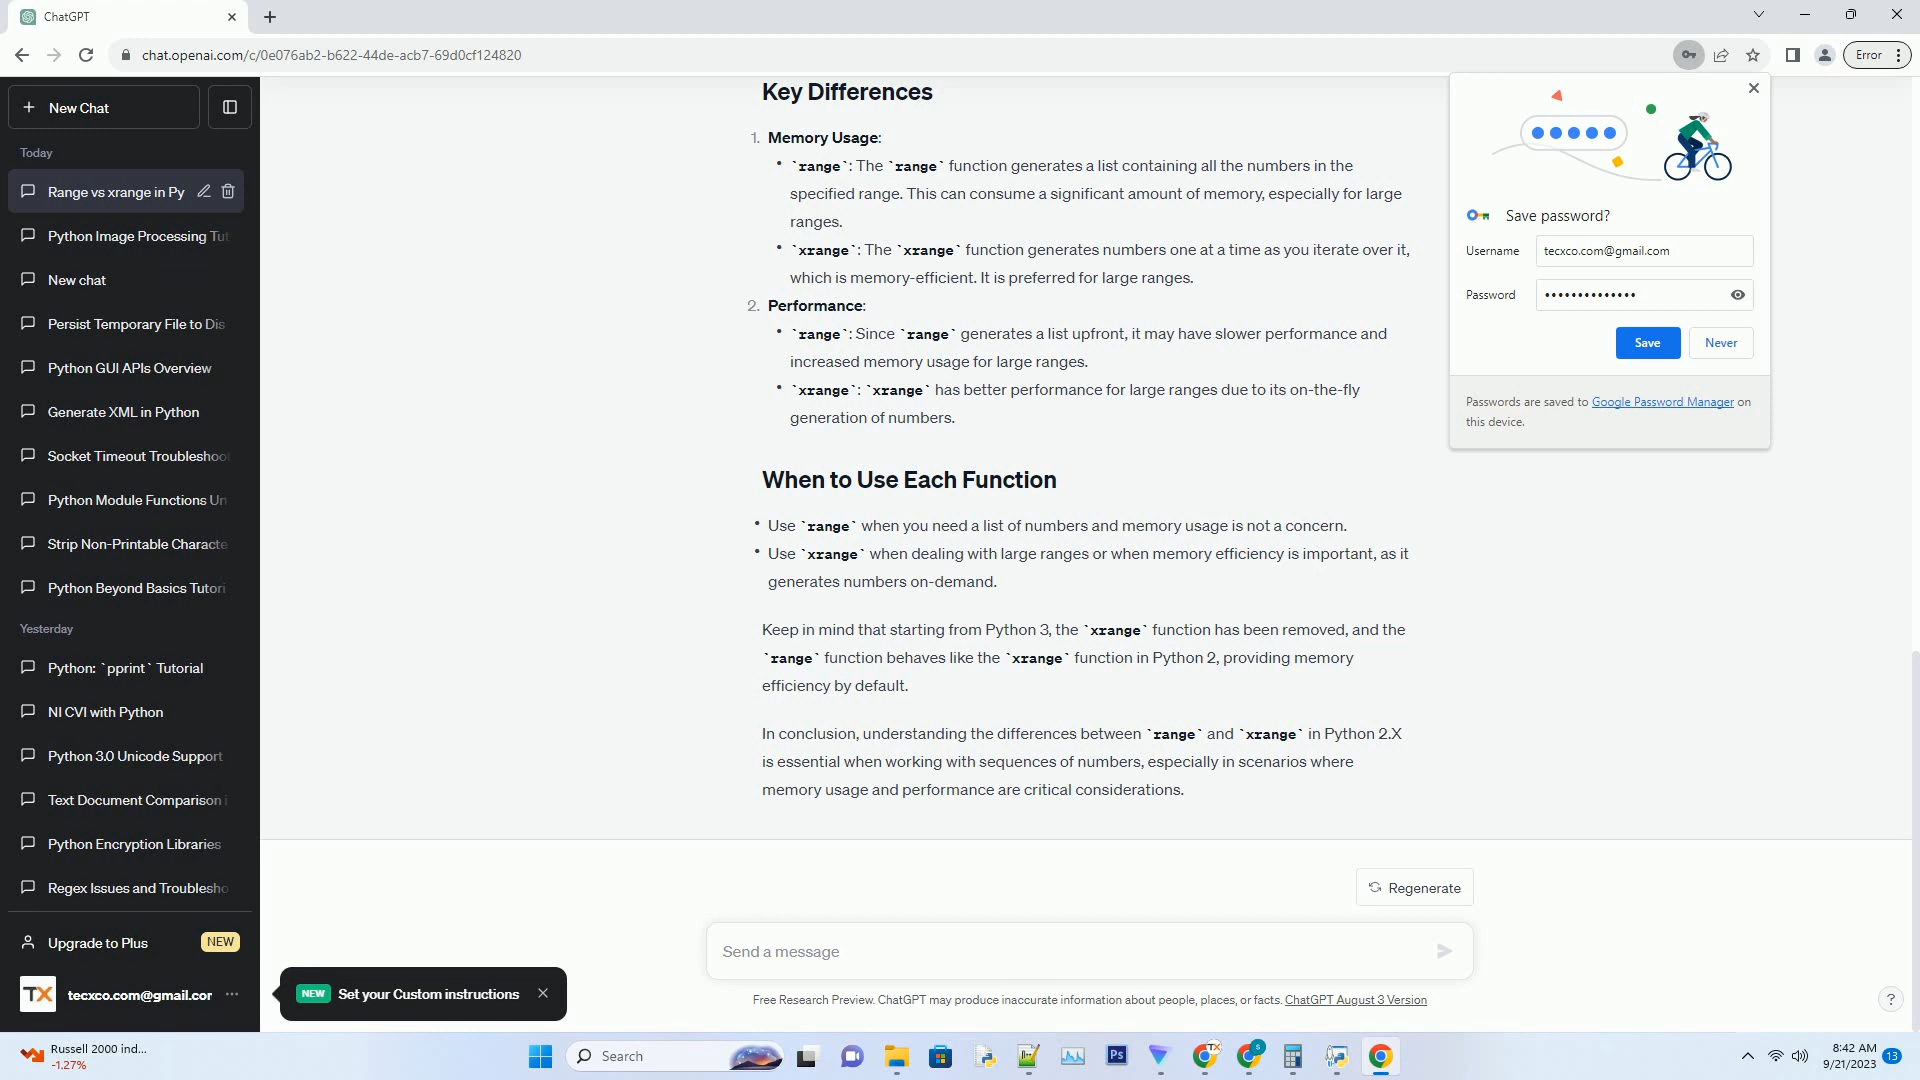 ChatGPT
chat.openai.com/c/0e076ab2-b622-44de-acb7-69d0cf124820
Error
New Chat
Today
Range vs xrange in Py
Python Image Processing Tut
New chat
Persist Temporary File to Dis
Python GUI APIs Overview
Generate XML in Python
Socket Timeout Troubleshoot
Python Module Functions Un
Strip Non-Printable Characte
Python Beyond Basics Tutori
Yesterday
Python: `pprint` Tutorial
NI CVI with Python
Python 3.0 Unicode Support
Text Document Comparison i
Python Encryption Libraries
Regex Issues and Troublesho
Upgrade to Plus NEW
TX tecxco.com@gmail.cor ...
Key Differences
1. Memory Usage:
• `range`: The `range` function generates a list containing all the numbers in the
specified range. This can consume a significant amount of memory, especially for large
ranges.
• `xrange`: The `xrange` function generates numbers one at a time as you iterate over it,
which is memory-efficient. It is preferred for large ranges.
2. Performance:
• `range`: Since `range` generates a list upfront, it may have slower performance and
increased memory usage for large ranges.
• `xrange`: `xrange` has better performance for large ranges due to its on-the-fly
generation of numbers.
When to Use Each Function
• Use `range` when you need a list of numbers and memory usage is not a concern.
• Use `xrange` when dealing with large ranges or when memory efficiency is important, as it
generates numbers on-demand.
Keep in mind that starting from Python 3, the `xrange` function has been removed, and the
`range` function behaves like the `xrange` function in Python 2, providing memory
efficiency by default.
In conclusion, understanding the differences between `range` and `xrange` in Python 2.X
is essential when working with sequences of numbers, especially in scenarios where
memory usage and performance are critical considerations.
Regenerate
Send a message
Free Research Preview. ChatGPT may produce inaccurate information about people, places, or facts. ChatGPT August 3 Version
NEW Set your Custom instructions
?
Save password?
Username tecxco.com@gmail.com
Password ••••••••••••••
Save Never
Passwords are saved to Google Password Manager on
this device.
Russell 2000 ind...
-1.27%
Search
Ps
TX
S
8:42 AM
9/21/2023
13